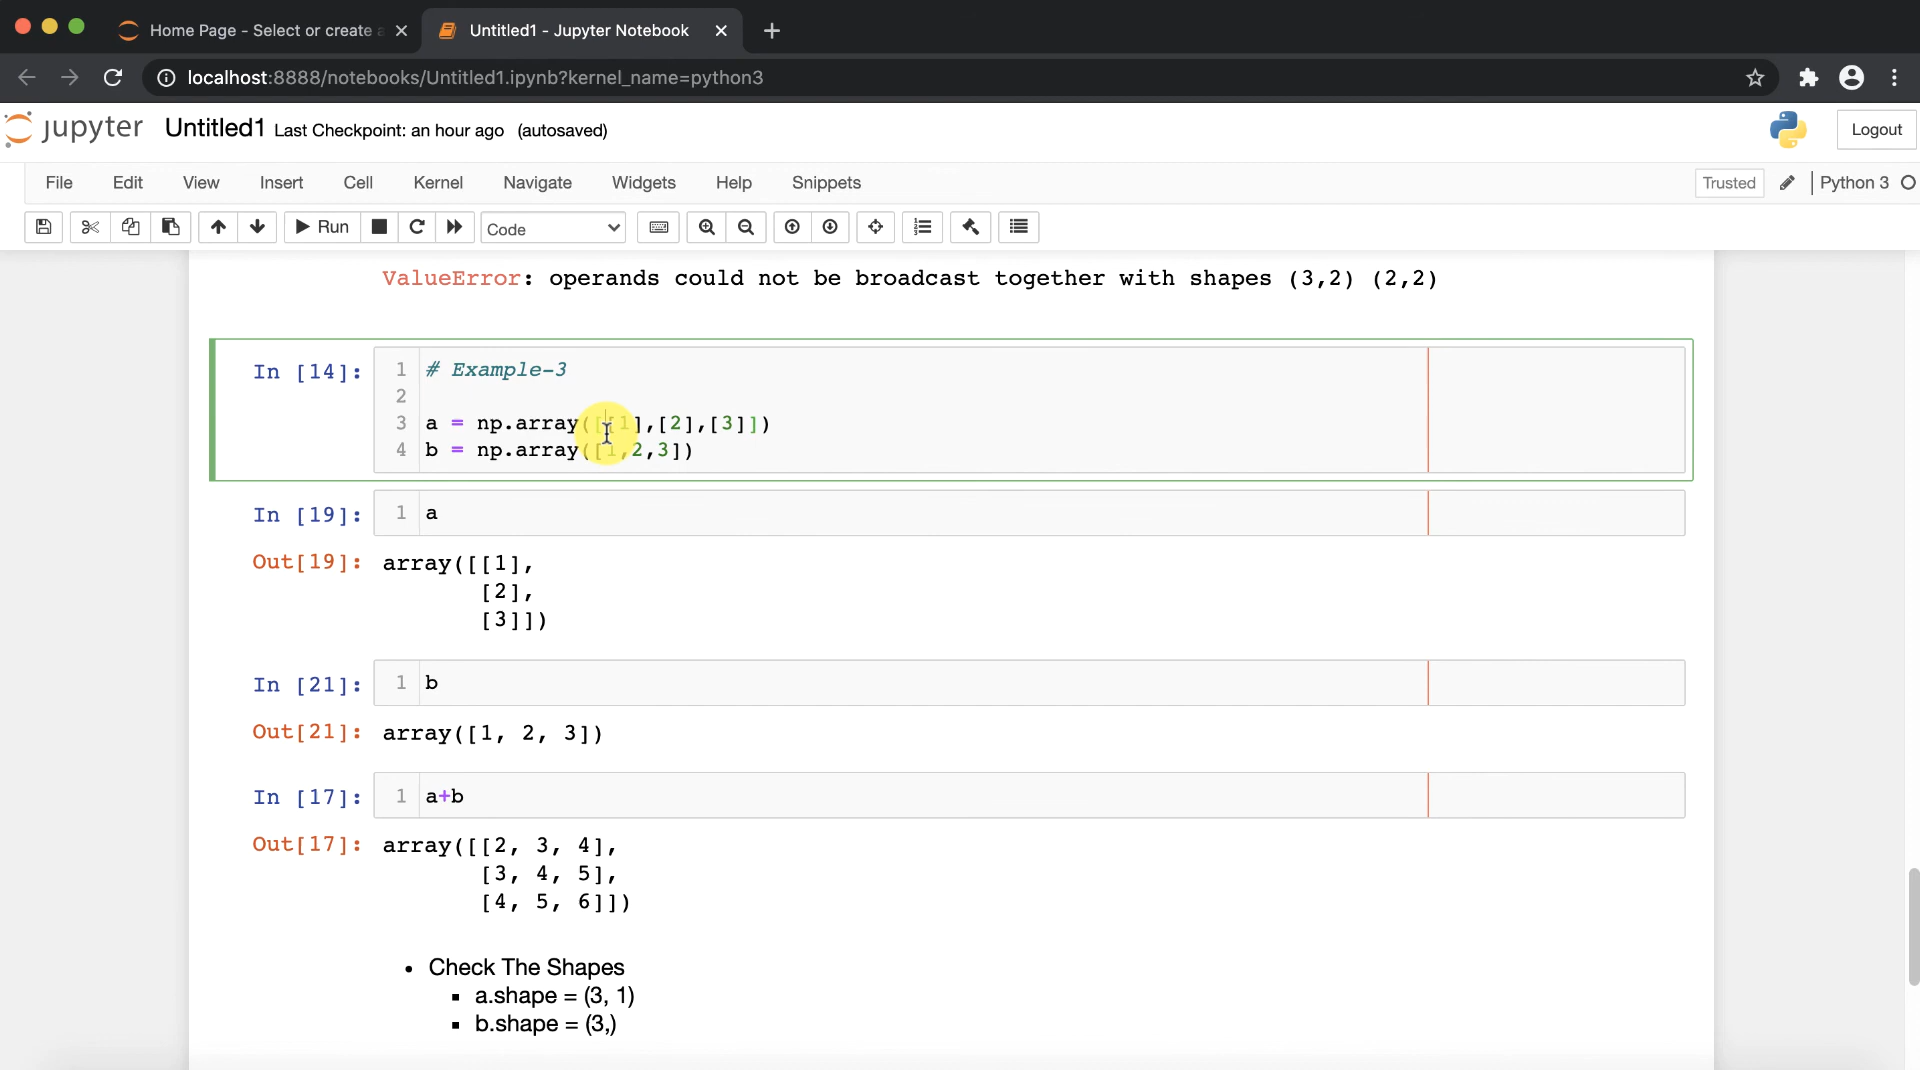 Home Page - Select or create a
Untitled1 - Jupyter Notebook
localhost:8888/notebooks/Untitled1.ipynb?kernel_name=python3
jupyter Untitled1 Last Checkpoint: an hour ago (autosaved)
Logout
File Edit View Insert Cell Kernel Navigate Widgets Help Snippets
Trusted Python 3
Run Code
ValueError: operands could not be broadcast together with shapes (3,2) (2,2)
In [14]: 1 # Example-3
2
3 a = np.array([[1],[2],[3]])
4 b = np.array([1,2,3])
In [19]: 1 a
Out[19]: array([[1],
[2],
[3]])
In [21]: 1 b
Out[21]: array([1, 2, 3])
In [17]: 1 a+b
Out[17]: array([[2, 3, 4],
[3, 4, 5],
[4, 5, 6]])
• Check The Shapes
▪ a.shape = (3, 1)
▪ b.shape = (3,)